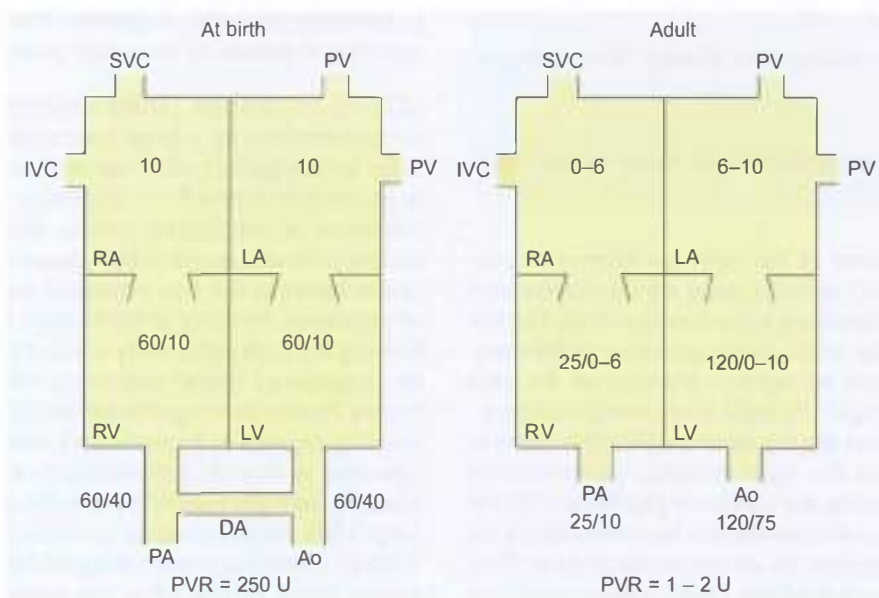 At birth
SVC PV
IVC 10 10 PV
RA LA
60/10 60/10
RV LV
60/40 60/40
DA
PA Ao
PVR = 250 U
Adult
SVC PV
IVC 0–6 6–10 PV
RA LA
25/0–6 120/0–10
RV LV
PA Ao
25/10 120/75
PVR = 1 – 2 U